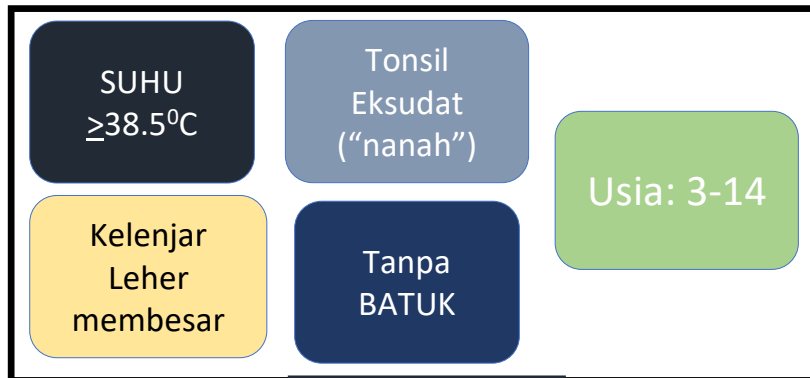 SUHU
≥38.5⁰C
Tonsil
Eksudat
(“nanah”)
Kelenjar
Leher
membesar
Tanpa
BATUK
Usia: 3-14